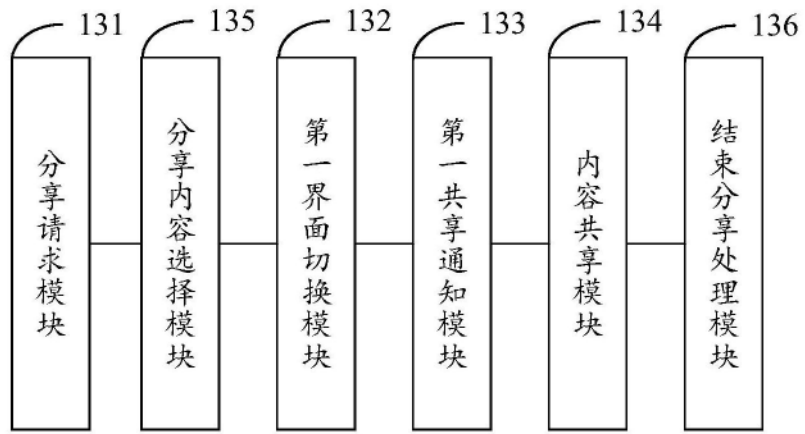 131
135
132
133
134
136
分享请求模块
分享内容选择模块
第一界面切换模块
第一共享通知模块
内容共享模块
结束分享处理模块